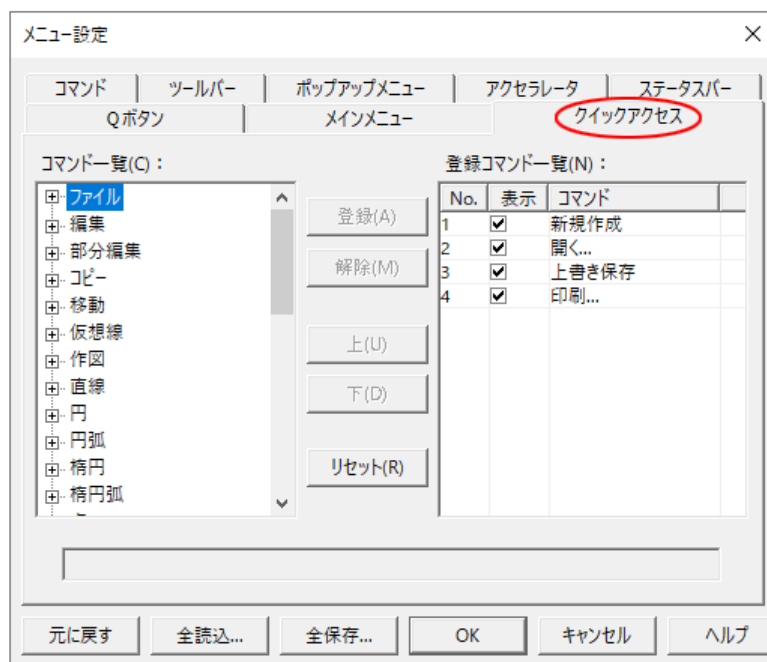 メニュー設定
コマンド ツールバー ポップアップメニュー アクセラレータ ステータスバー
Qボタン メインメニュー クイックアクセス
コマンド一覧(C)：
ファイル
編集
部分編集
コピー
移動
仮想線
作図
直線
円
円弧
楕円
楕円弧
登録(A)
解除(M)
上(U)
下(D)
リセット(R)
登録コマンド一覧(N)：
No. 表示 コマンド
1 新規作成
2 開く...
3 上書き保存
4 印刷...
元に戻す 全読込... 全保存... OK キャンセル ヘルプ